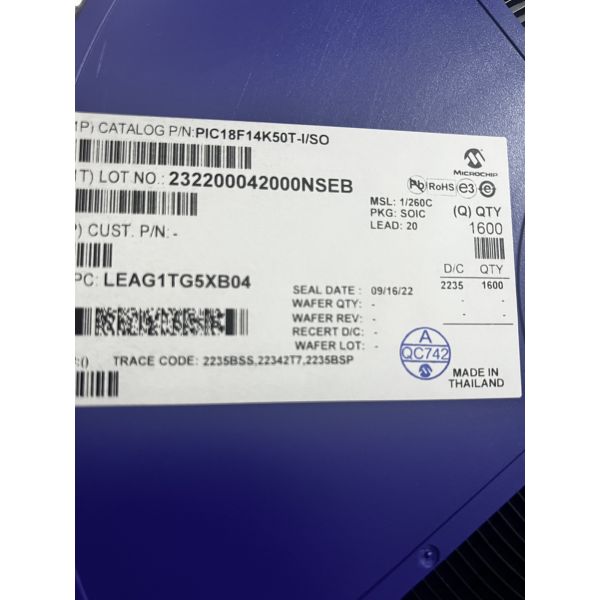 P) CATALOG P/N:PIC18F14K50T-I/SO
MICROCHIP
T) LOT NO.: 232200042000NSEB
Pb RoHS e3 e
MSL: 1/260C
PKG: SOIC
LEAD: 20
(Q) QTY
1600
P) CUST. P/N: -
PC: LEAG1TG5XB04
D/C QTY
2235 1600
- -
- -
SEAL DATE : 09/16/22
WAFER QTY: -
WAFER REV: -
RECERT D/C: -
WAFER LOT: -
A
QC742
S:()
TRACE CODE: 2235BSS,22342T7,2235BSP
MADE IN
THAILAND